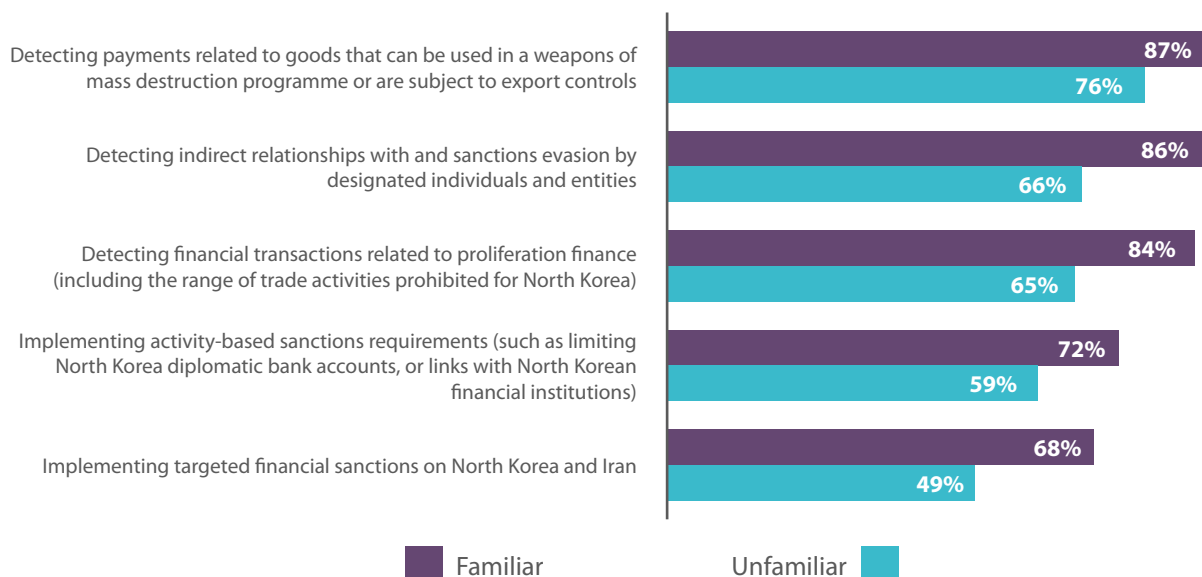 Detecting payments related to goods that can be used in a weapons of
mass destruction programme or are subject to export controls
87%
76%
Detecting indirect relationships with and sanctions evasion by
designated individuals and entities
86%
66%
Detecting financial transactions related to proliferation finance
(including the range of trade activities prohibited for North Korea)
84%
65%
Implementing activity-based sanctions requirements (such as limiting
North Korea diplomatic bank accounts, or links with North Korean
financial institutions)
72%
59%
Implementing targeted financial sanctions on North Korea and Iran
68%
49%
Familiar
Unfamiliar